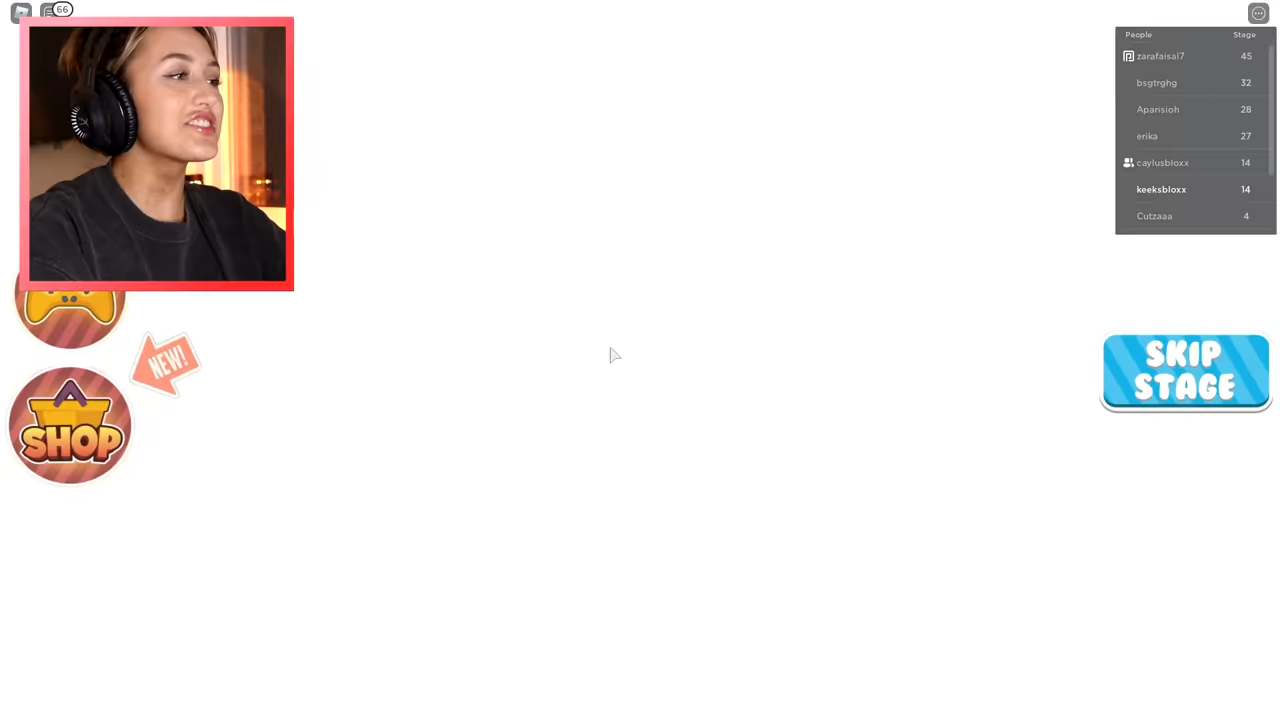 66
People Stage
zarafaisal7 45
bsgtrghg 32
Aparisioh 28
erika 27
caylusbloxx 14
keeksbloxx 14
Cutzaaa 4
NEW!
SHOP
SKIP
STAGE